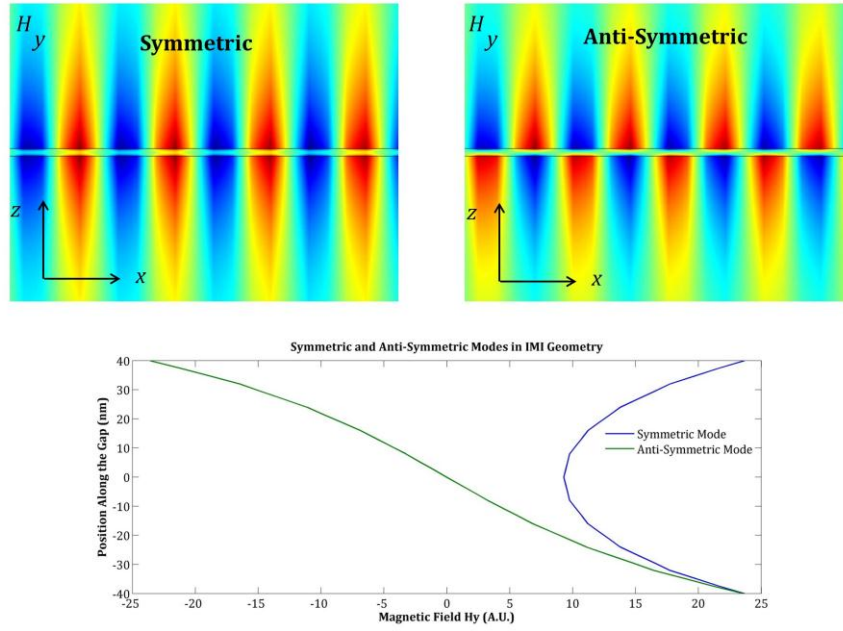 H y
Symmetric
z
x
H y
Anti-Symmetric
z
x
Symmetric and Anti-Symmetric Modes in IMI Geometry
Position Along the Gap (nm)
40
30
20
10
0
-10
-20
-30
-40
Symmetric Mode
Anti-Symmetric Mode
-25 -20 -15 -10 -5 0 5 10 15 20 25
Magnetic Field Hy (A.U.)